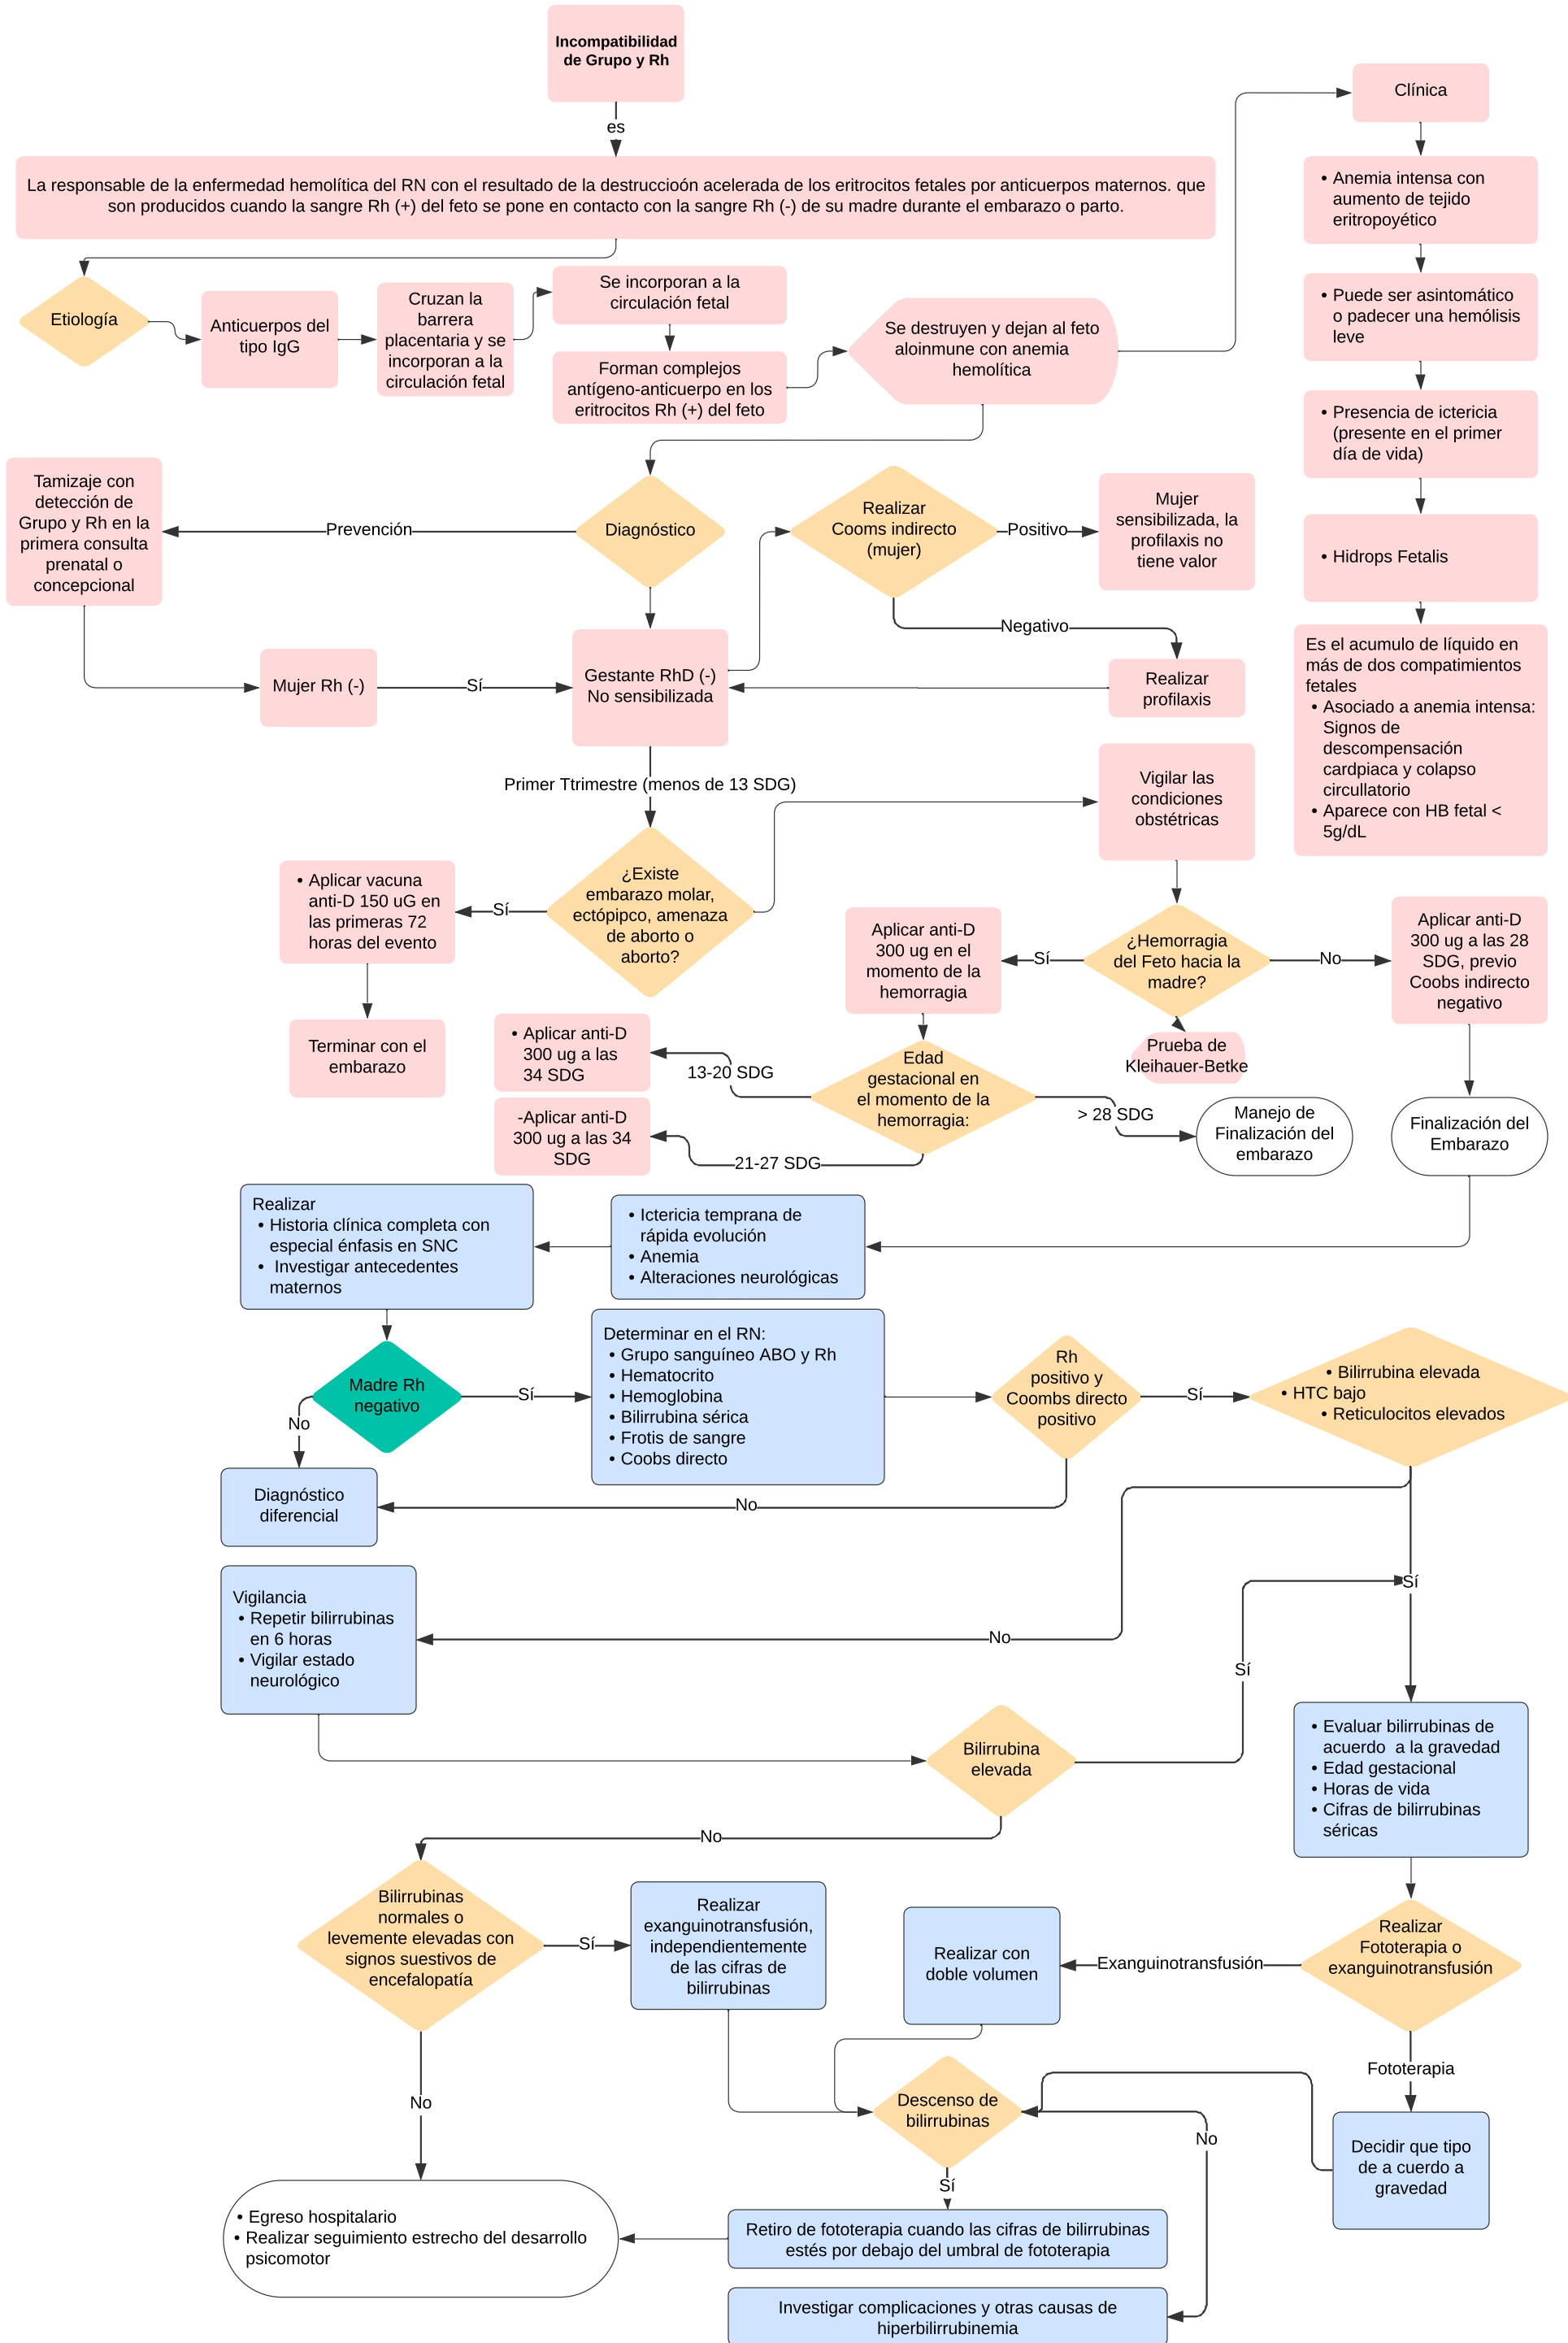 Incompatibilidad
de Grupo y Rh
es
La responsable de la enfermedad hemolítica del RN con el resultado de la destruccioón acelerada de los eritrocitos fetales por anticuerpos maternos. que
son producidos cuando la sangre Rh (+) del feto se pone en contacto con la sangre Rh (-) de su madre durante el embarazo o parto.
Etiología
Anticuerpos del
tipo IgG
Cruzan la
barrera
placentaria y se
incorporan a la
circulación fetal
Se incorporan a la
circulación fetal
Forman complejos
antígeno-anticuerpo en los
eritrocitos Rh (+) del feto
Se destruyen y dejan al feto
aloinmune con anemia
hemolítica
Clínica
• Anemia intensa con
aumento de tejido
eritropoyético
• Puede ser asintomático
o padecer una hemólisis
leve
• Presencia de ictericia
(presente en el primer
día de vida)
• Hidrops Fetalis
Es el acumulo de líquido en
más de dos compatimientos
fetales
• Asociado a anemia intensa:
Signos de
descompensación
cardpiaca y colapso
circullatorio
• Aparece con HB fetal <
5g/dL
Diagnóstico
Prevención
Tamizaje con
detección de
Grupo y Rh en la
primera consulta
prenatal o
concepcional
Mujer Rh (-)
Sí
Gestante RhD (-)
No sensibilizada
Realizar
Cooms indirecto
(mujer)
Positivo
Mujer
sensibilizada, la
profilaxis no
tiene valor
Negativo
Realizar
profilaxis
Primer Ttrimestre (menos de 13 SDG)
¿Existe
embarazo molar,
ectópipco, amenaza
de aborto o
aborto?
Sí
• Aplicar vacuna
anti-D 150 uG en
las primeras 72
horas del evento
Terminar con el
embarazo
Vigilar las
condiciones
obstétricas
¿Hemorragia
del Feto hacia la
madre?
Sí
No
Aplicar anti-D
300 ug en el
momento de la
hemorragia
Aplicar anti-D
300 ug a las 28
SDG, previo
Coobs indirecto
negativo
Prueba de
Kleihauer-Betke
Edad
gestacional en
el momento de la
hemorragia:
13-20 SDG
• Aplicar anti-D
300 ug a las
34 SDG
21-27 SDG
-Aplicar anti-D
300 ug a las 34
SDG
> 28 SDG
Manejo de
Finalización del
embarazo
Finalización del
Embarazo
• Ictericia temprana de
rápida evolución
• Anemia
• Alteraciones neurológicas
Realizar
• Historia clínica completa con
especial énfasis en SNC
• Investigar antecedentes
maternos
Madre Rh
negativo
Sí
No
Determinar en el RN:
• Grupo sanguíneo ABO y Rh
• Hematocrito
• Hemoglobina
• Bilirrubina sérica
• Frotis de sangre
• Coobs directo
Rh
positivo y
Coombs directo
positivo
Sí
No
• Bilirrubina elevada
• HTC bajo
• Reticulocitos elevados
Diagnóstico
diferencial
Sí
No
Vigilancia
• Repetir bilirrubinas
en 6 horas
• Vigilar estado
neurológico
Bilirrubina
elevada
Sí
No
• Evaluar bilirrubinas de
acuerdo a la gravedad
• Edad gestacional
• Horas de vida
• Cifras de bilirrubinas
séricas
Bilirrubinas
normales o
levemente elevadas con
signos suestivos de
encefalopatía
Sí
No
Realizar
exanguinotransfusión,
independientemente
de las cifras de
bilirrubinas
Realizar con
doble volumen
Exanguinotransfusión
Realizar
Fototerapia o
exanguinotransfusión
Fototerapia
Decidir que tipo
de a cuerdo a
gravedad
Descenso de
bilirrubinas
No
Sí
• Egreso hospitalario
• Realizar seguimiento estrecho del desarrollo
psicomotor
Retiro de fototerapia cuando las cifras de bilirrubinas
estés por debajo del umbral de fototerapia
Investigar complicaciones y otras causas de
hiperbilirrubinemia